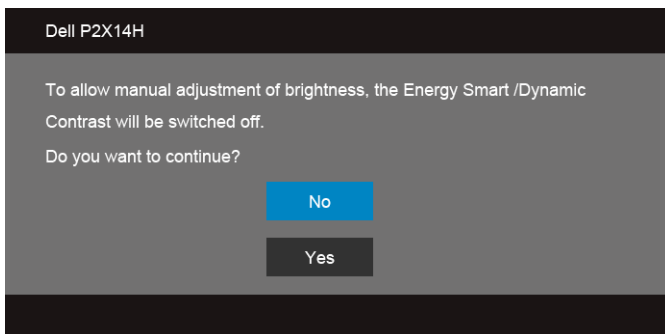 Dell P2X14H
To allow manual adjustment of brightness, the Energy Smart /Dynamic
Contrast will be switched off.
Do you want to continue?
No
Yes